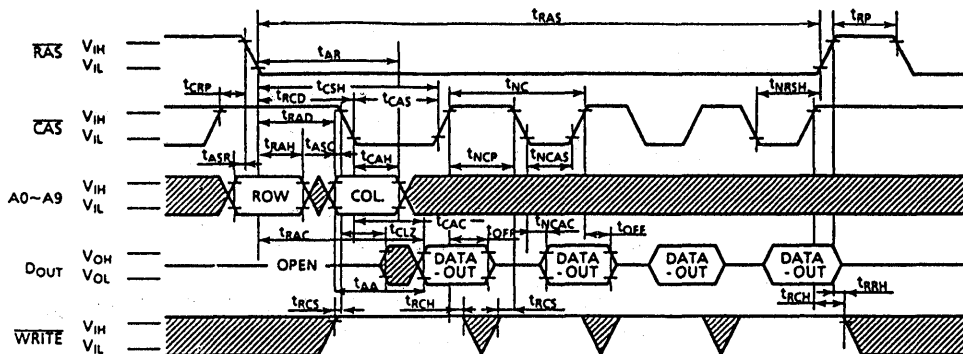 tRAS tRP
RAS VIH
VIL
tAR
tCRP tCSH tNC tNRSH
tRCD tCAS
CAS VIH
VIL
tRAD
tASR tRAH tASC tCAH tNCP tNCAS
A0~A9 VIH
VIL
ROW COL.
tCAC tNCAC
tRAC tCLZ tOFF tOFF
DOUT VOH
VOL
OPEN DATA-OUT DATA-OUT DATA-OUT DATA-OUT
tAA
tRCS tRCH tRCS tRCH tRRH
WRITE VIH
VIL